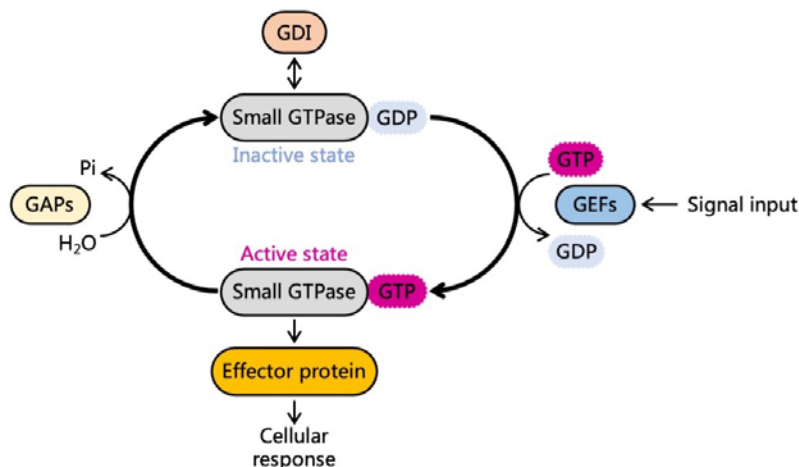 GDI
Small GTPase GDP
Inactive state
Pi
GTP
GAPs
GEFs
Signal input
H₂O
GDP
Active state
Small GTPase GTP
Effector protein
Cellular
response